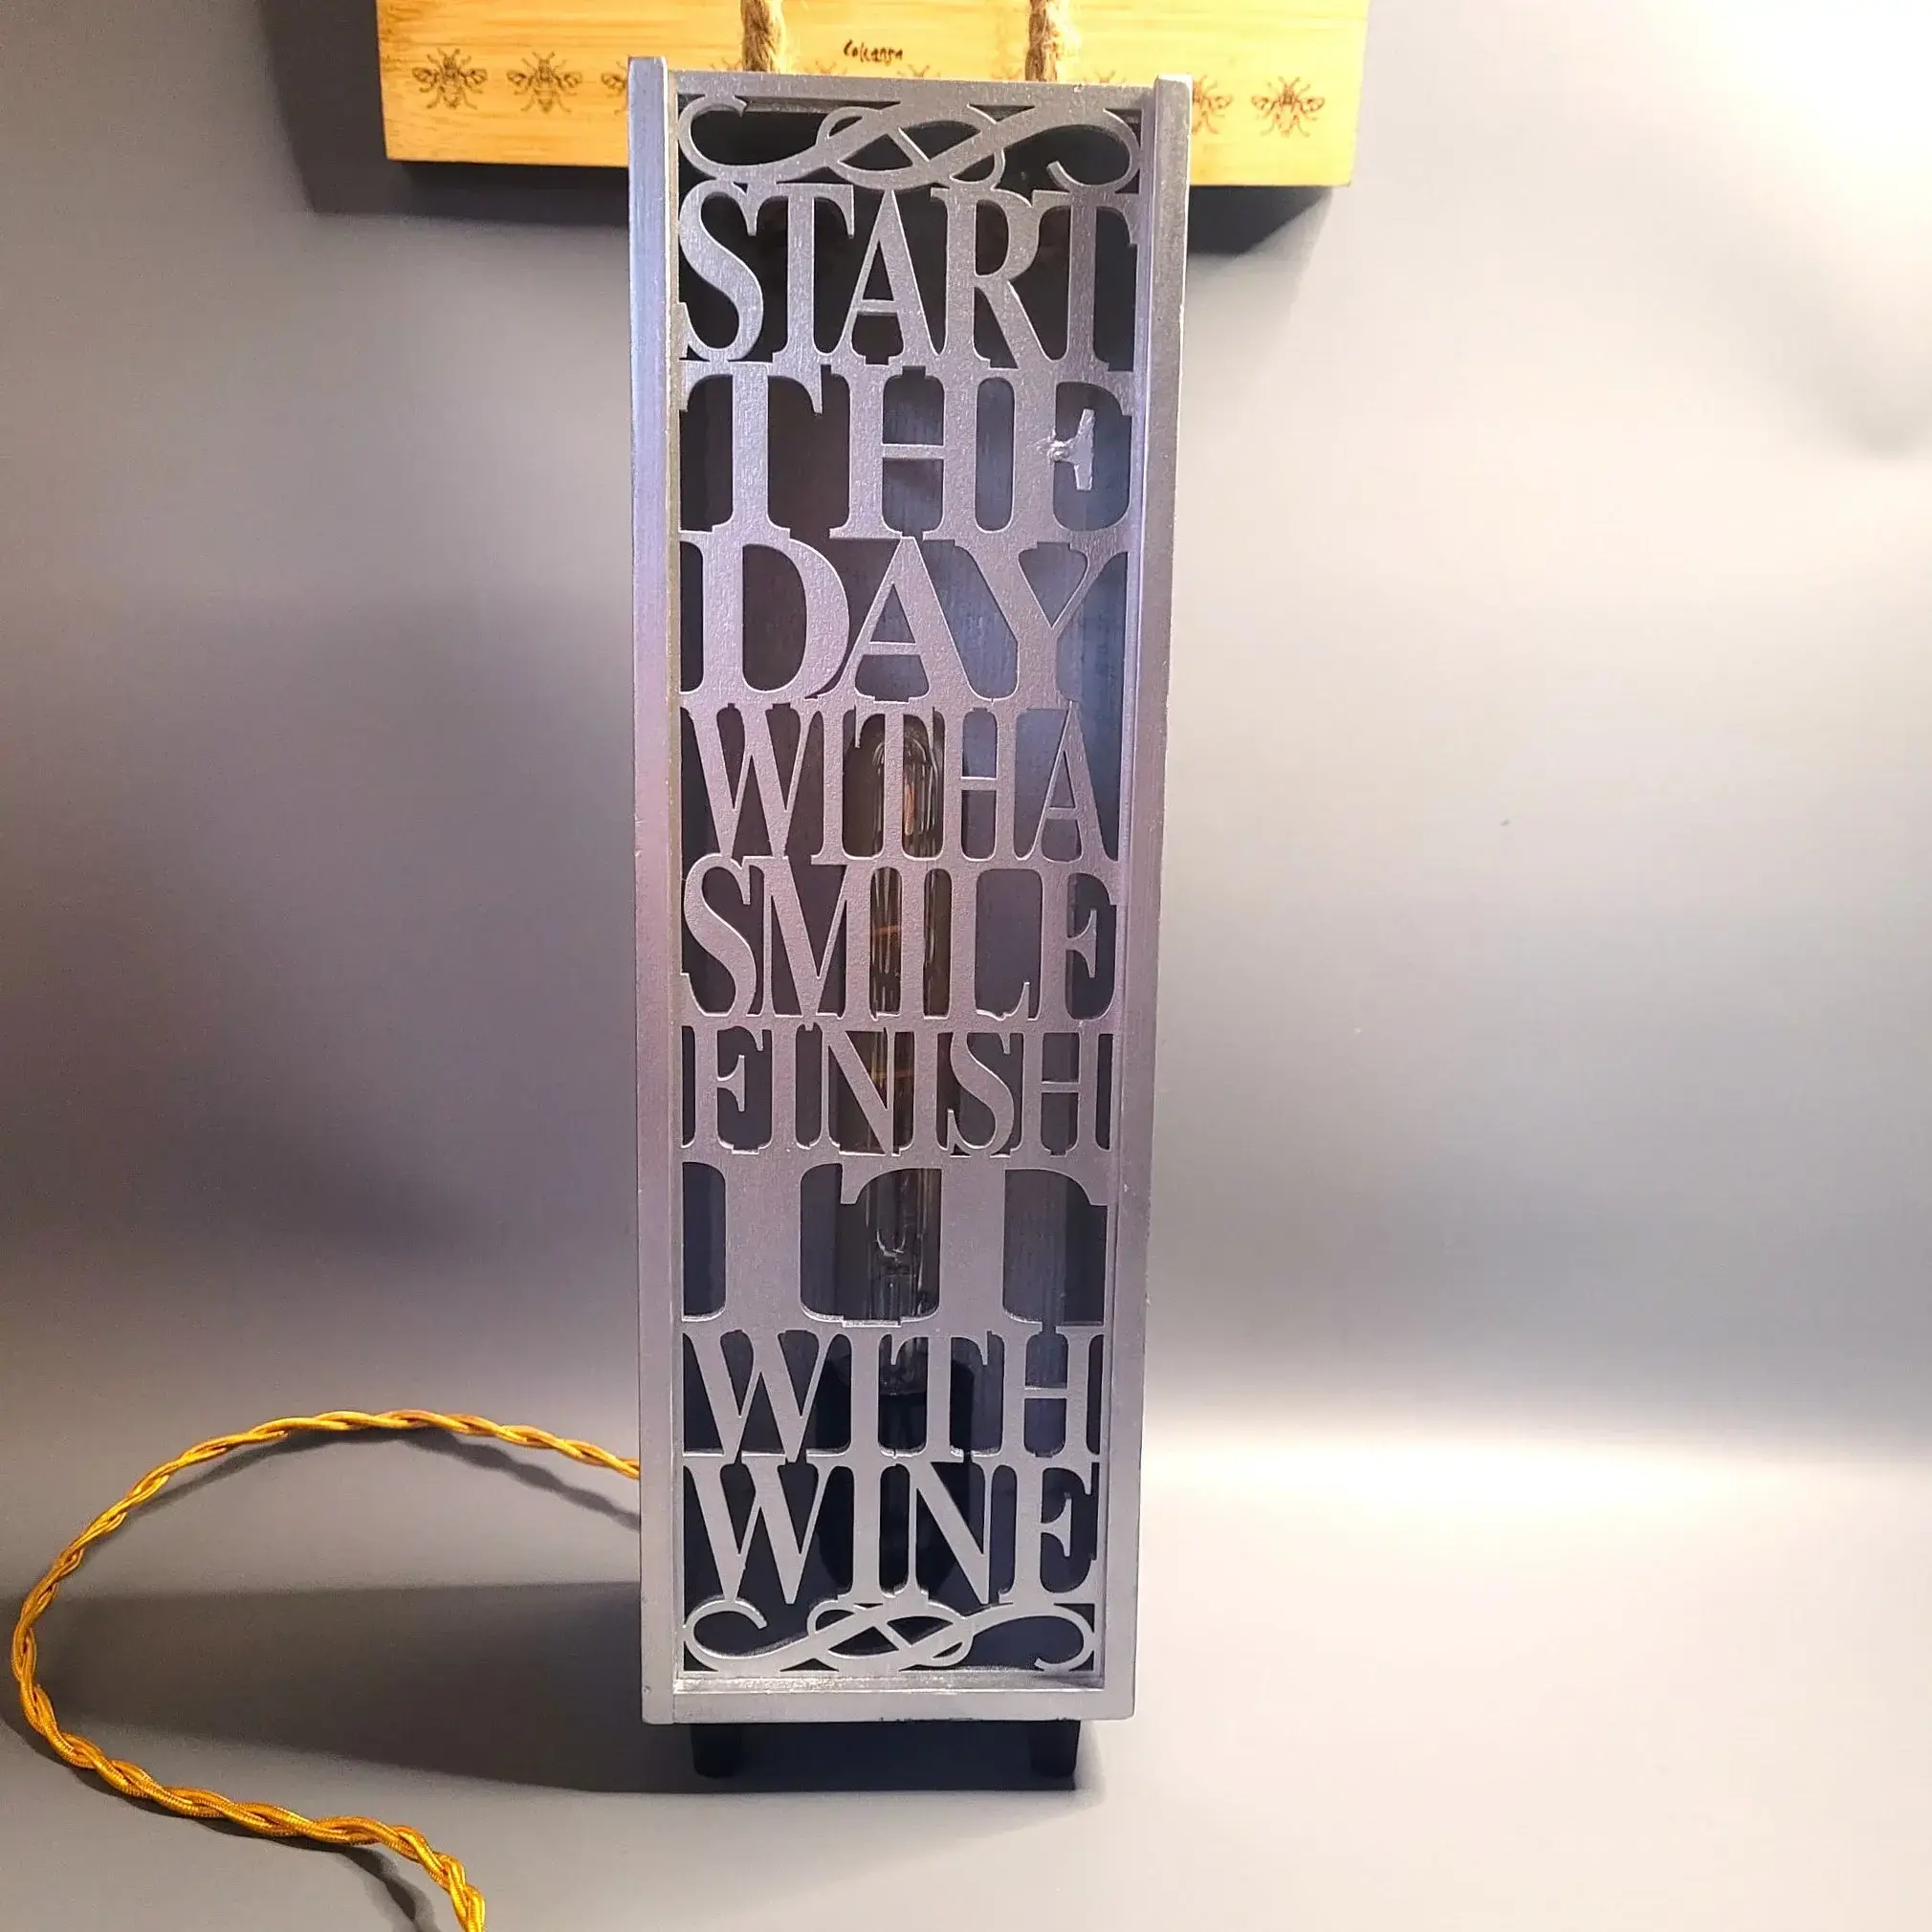 START
THE
DAY
WITH A
SMILE
FINISH
IT
WITH
WINE